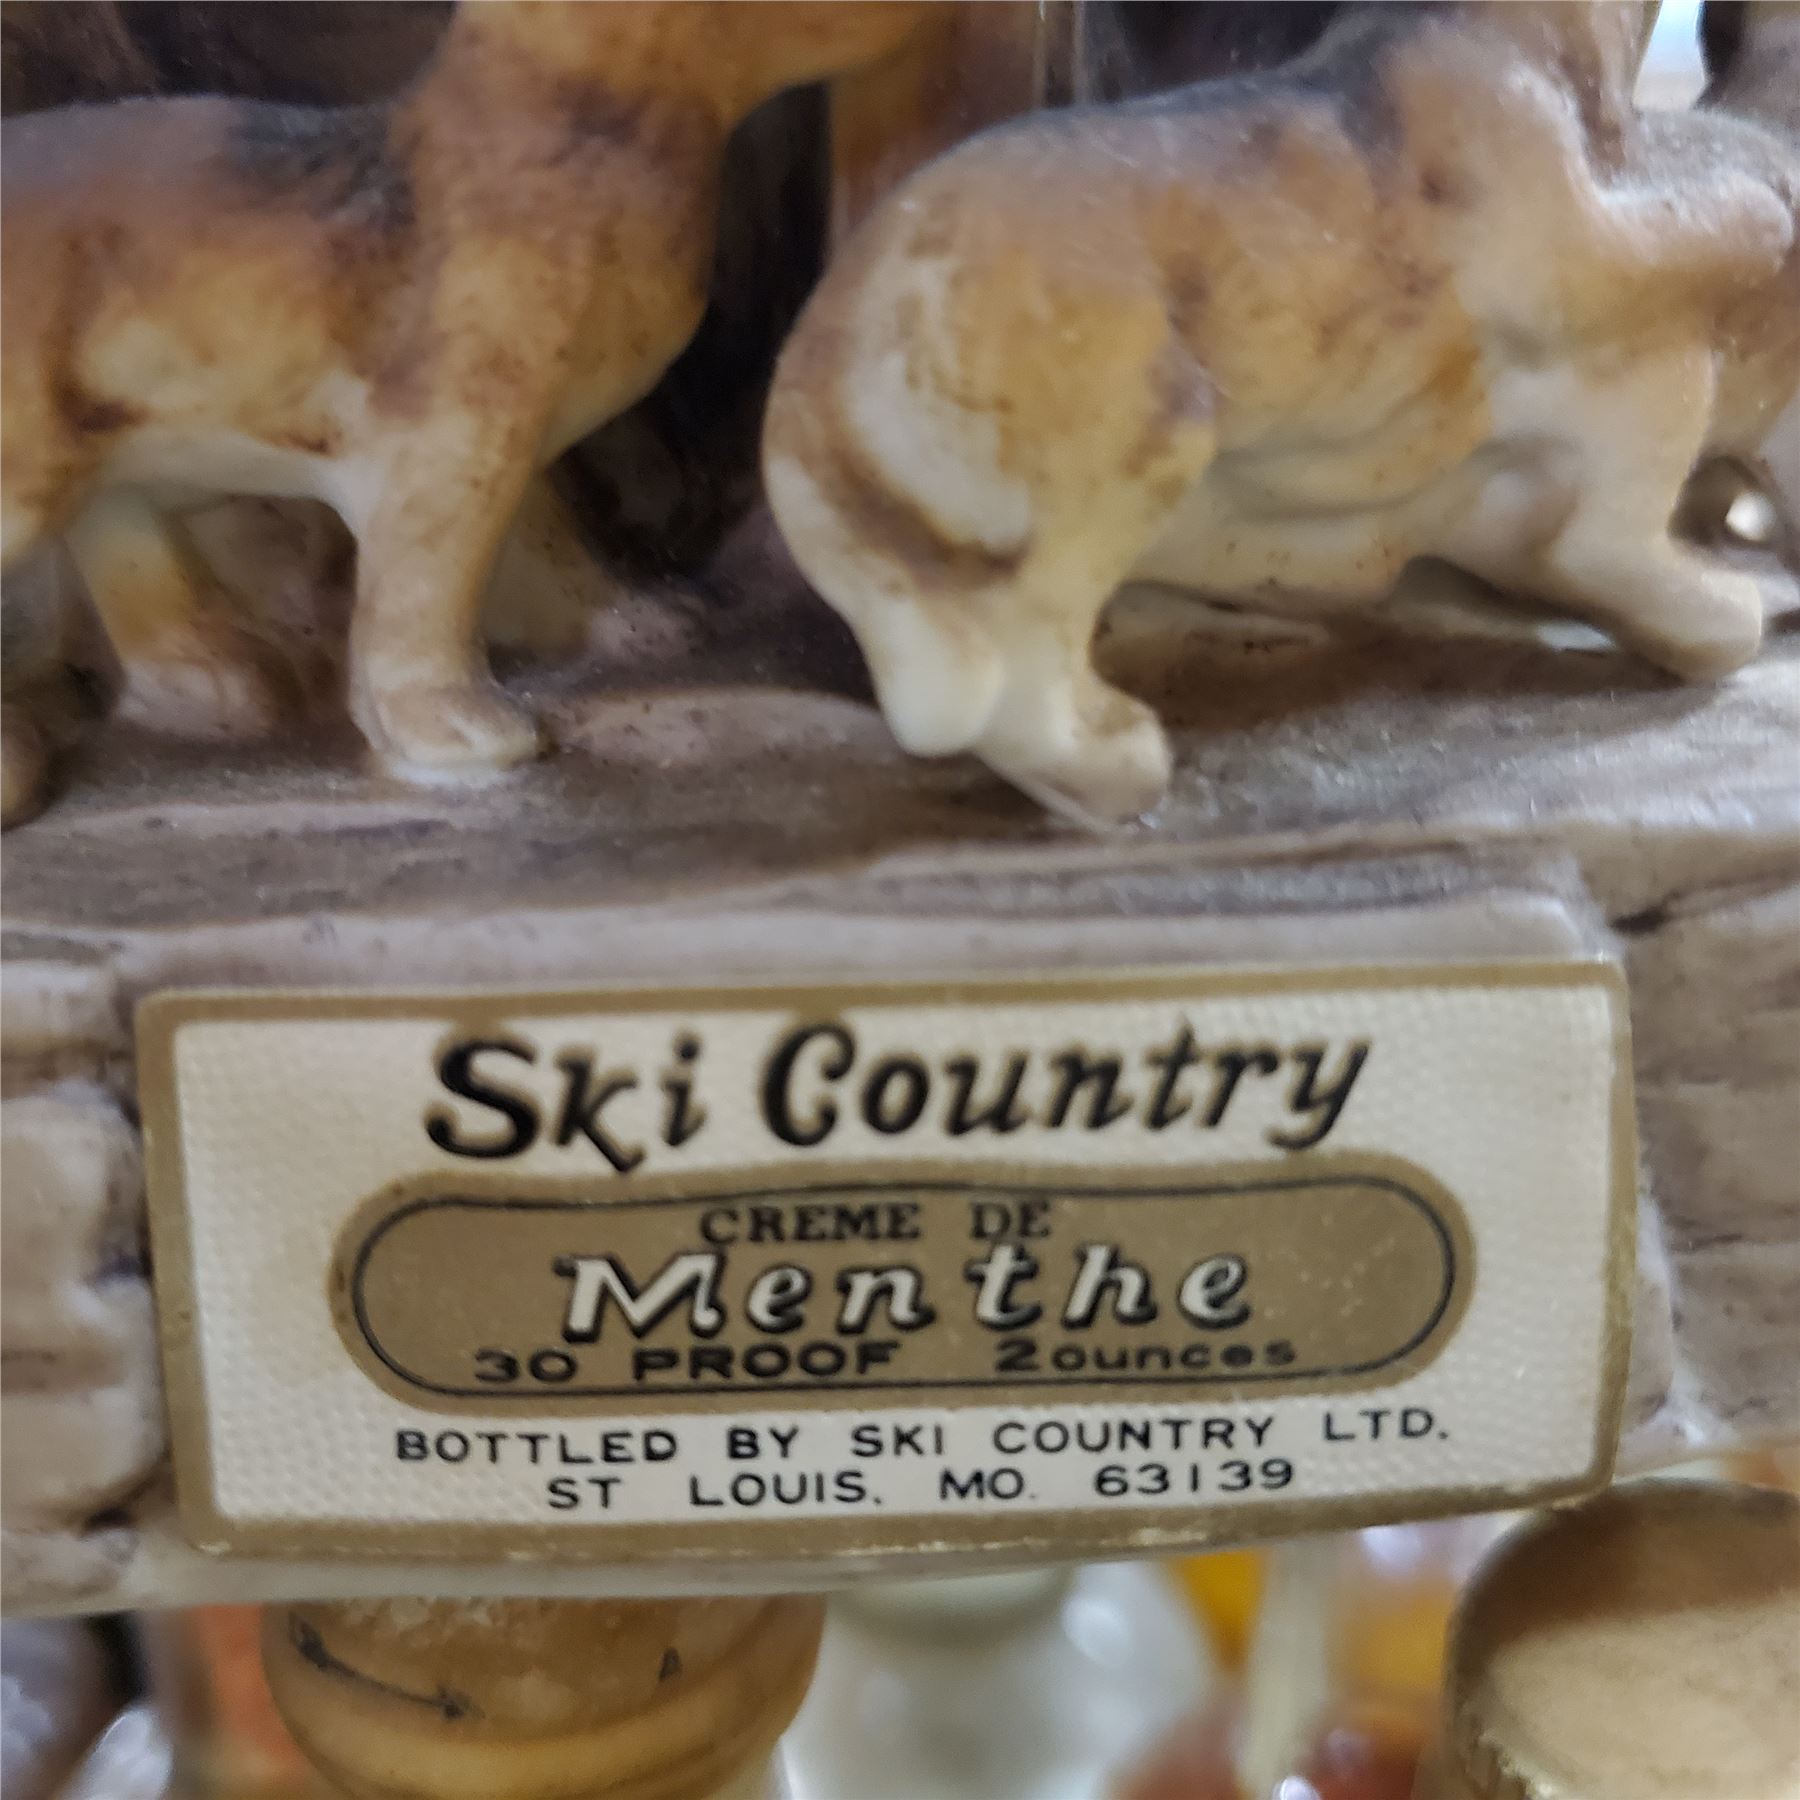 Ski Country
CREME DE
Menthe
30 PROOF 2ounces
BOTTLED BY SKI COUNTRY LTD.
ST LOUIS, MO. 63139